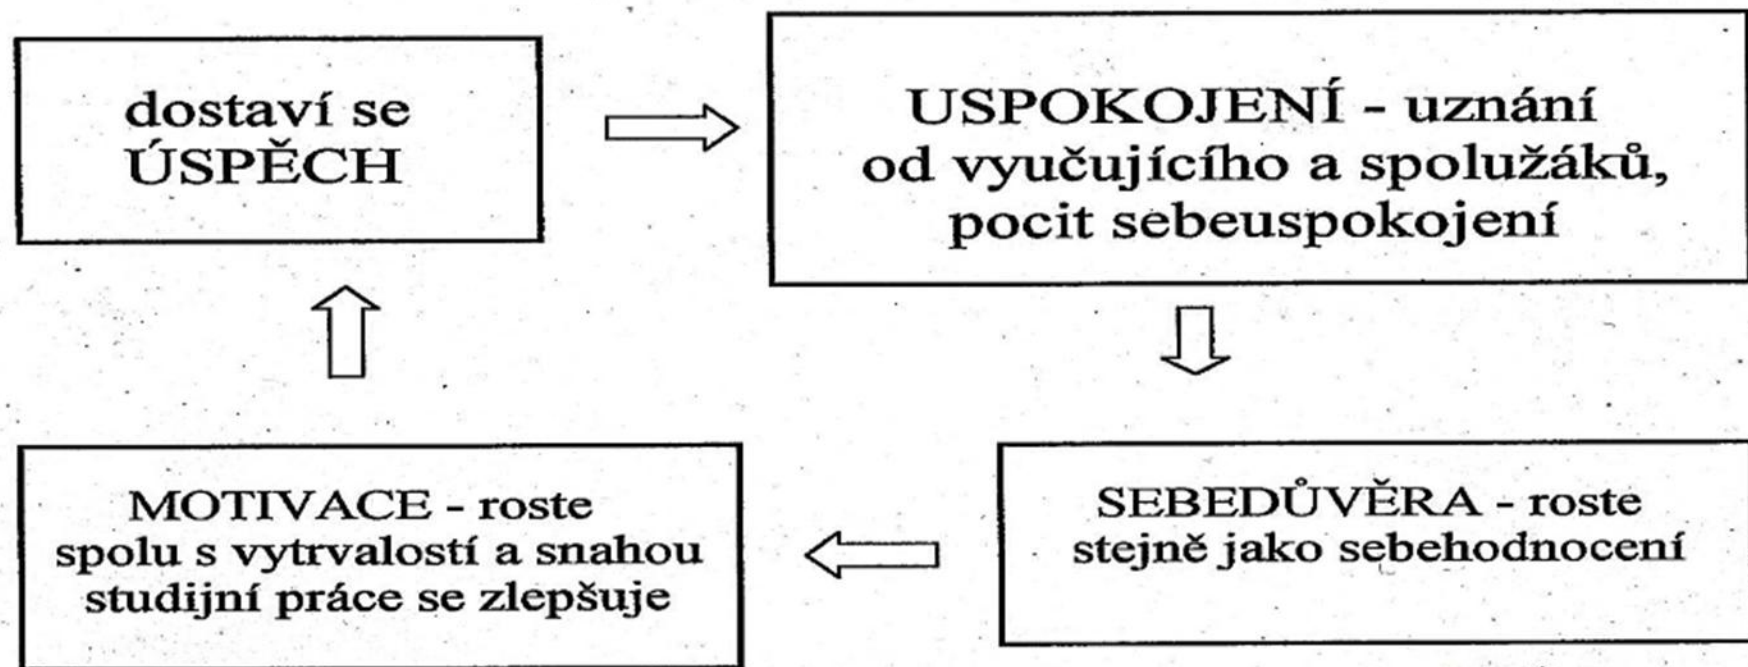 dostaví se
ÚSPĚCH
USPOKOJENÍ - uznání
od vyučujícího a spolužáků,
pocit sebeuspokojení
SEBEDŮVĚRA - roste
stejně jako sebehodnocení
MOTIVACE - roste
spolu s vytrvalostí a snahou
studijní práce se zlepšuje